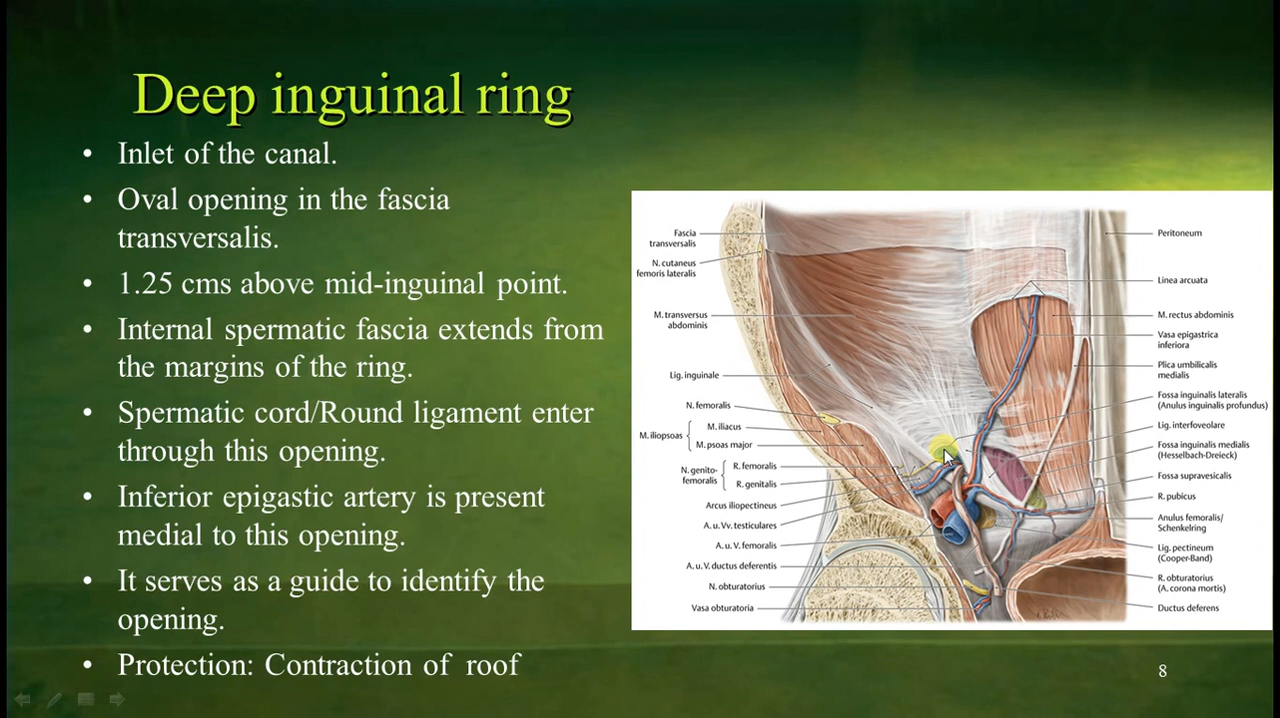 Deep inguinal ring
• Inlet of the canal.
• Oval opening in the fascia
transversalis.
• 1.25 cms above mid-inguinal point.
• Internal spermatic fascia extends from
the margins of the ring.
• Spermatic cord/Round ligament enter
through this opening.
• Inferior epigastic artery is present
medial to this opening.
• It serves as a guide to identify the
opening.
• Protection: Contraction of roof
Fascia
transversalis
N. cutaneus
femoris lateralis
M. transversus
abdominis
Lig. inguinale
N. femoralis
M. iliopsoas
M. iliacus
M. psoas major
N. genito-
femoralis
R. femoralis
R. genitalis
Arcus iliopectineus
A. u. Vv. testiculares
A. u. V. femoralis
A. u. V. ductus deferentis
N. obturatorius
Vasa obturatoria
Peritoneum
Linea arcuata
M. rectus abdominis
Vasa epigastrica
inferiora
Plica umbilicalis
medialis
Fossa inguinalis lateralis
(Anulus inguinalis profundus)
Lig. interfoveolare
Fossa inguinalis medialis
(Hesselbach-Dreieck)
Fossa supravesicalis
R. pubicus
Anulus femoralis/
Schenkelring
Lig. pectineum
(Cooper-Band)
R. obturatorius
(A. corona mortis)
Ductus deferens
8